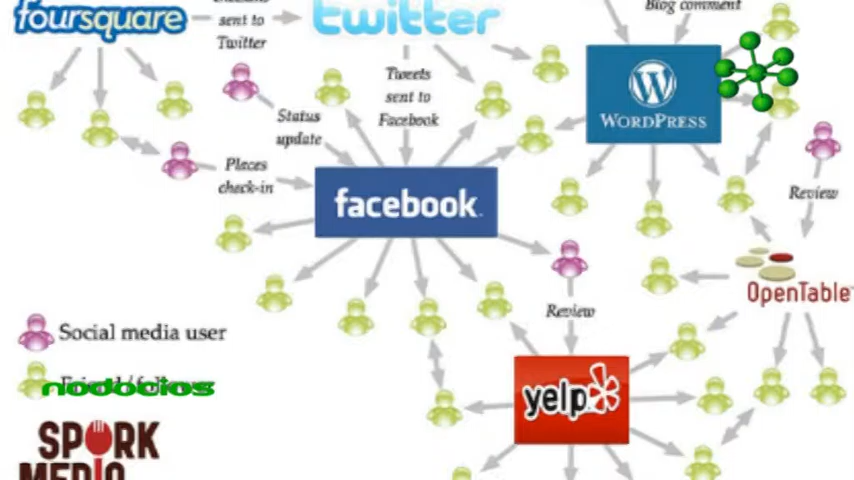 foursquare
sent to
Twitter
twitter
Blog comment
Tweets
sent to
Facebook
Status
update
Places
check-in
facebook
WORDPRESS
Review
OpenTable
Review
yelp
Social media user
nodocios
SPORK
MEDIA